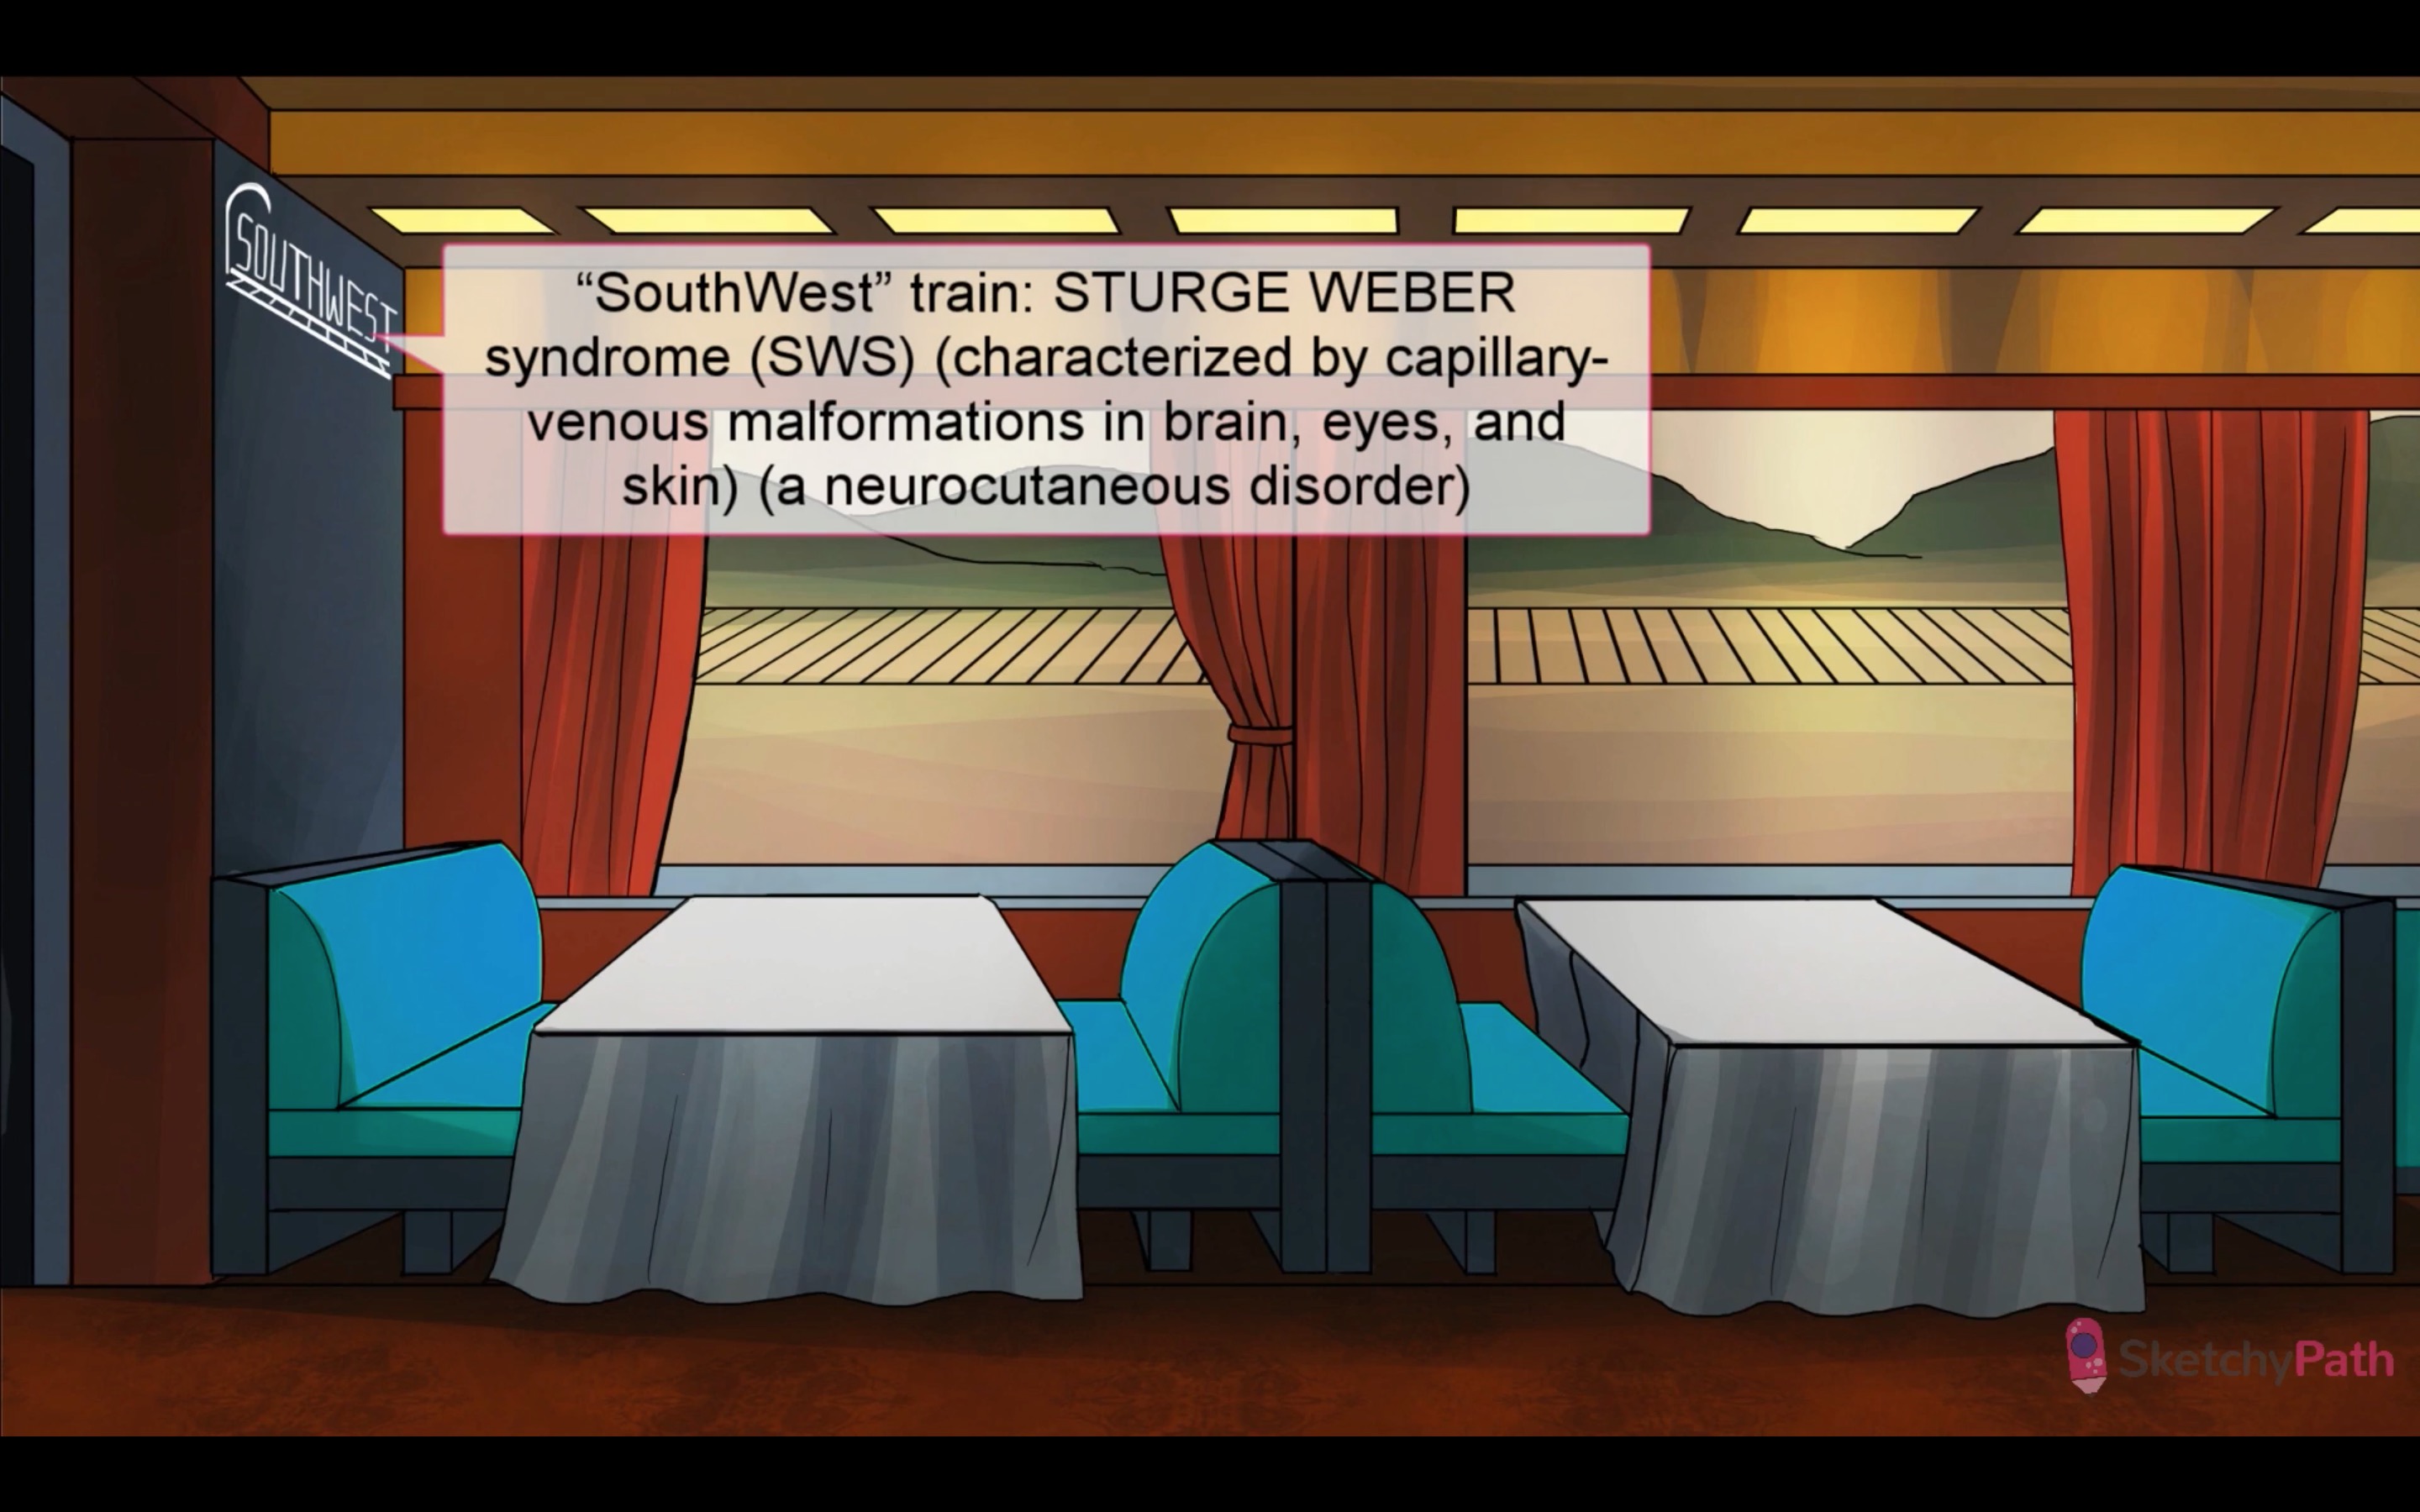 SOUTHWEST
“SouthWest” train: STURGE WEBER
syndrome (SWS) (characterized by capillary-
venous malformations in brain, eyes, and
skin) (a neurocutaneous disorder)
SketchyPath